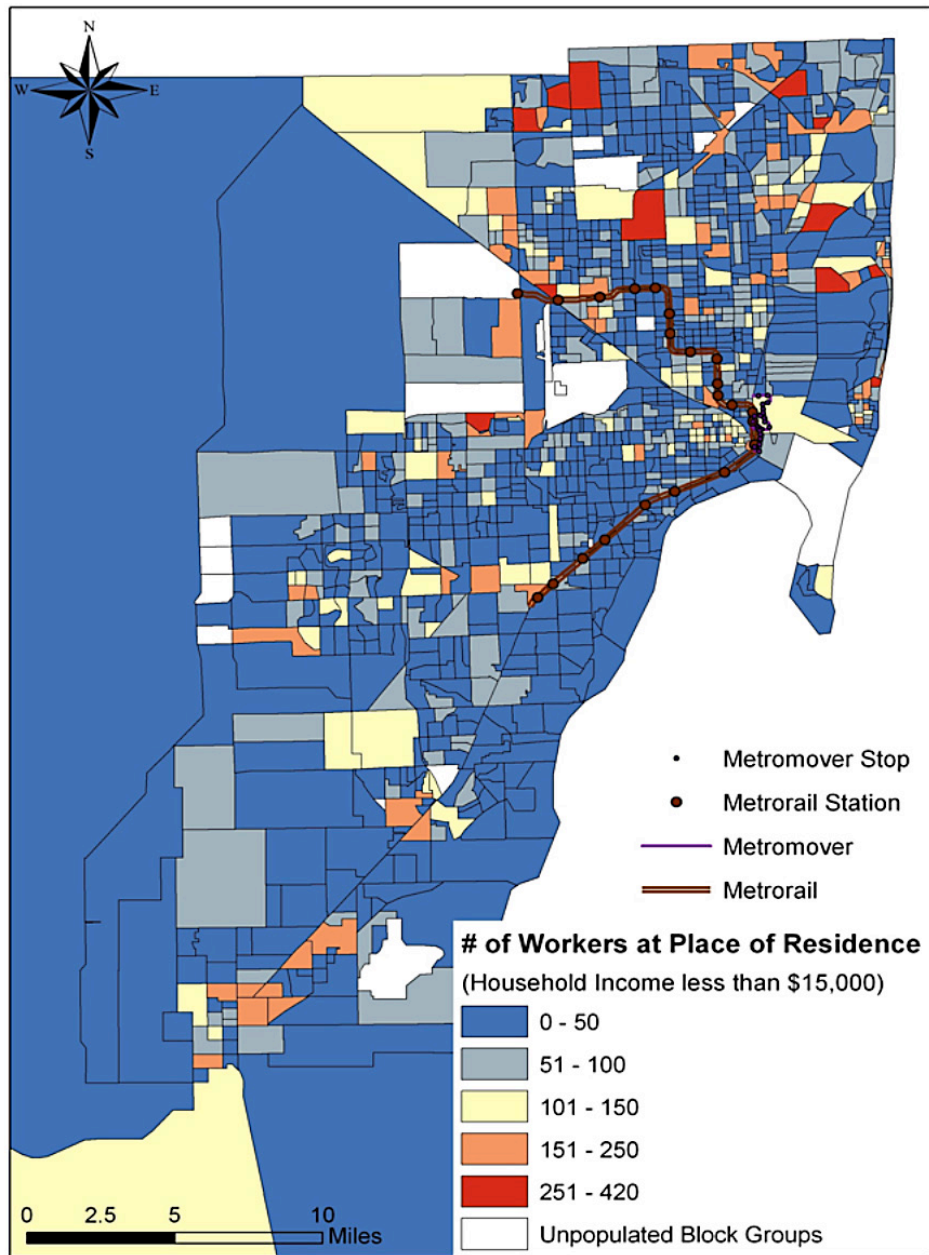 N
W E
S
Metromover Stop
Metrorail Station
Metromover
Metrorail
# of Workers at Place of Residence
(Household Income less than $15,000)
0 - 50
51 - 100
101 - 150
151 - 250
251 - 420
Unpopulated Block Groups
0 2.5 5 10
Miles